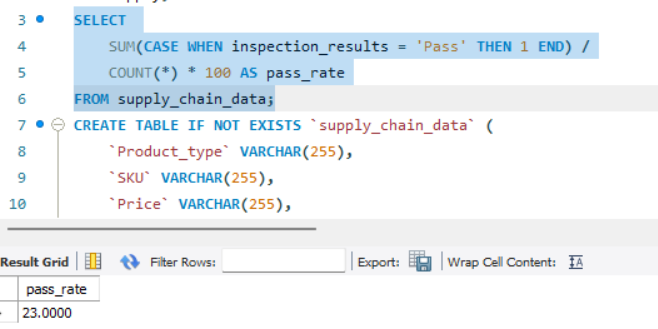 3 SELECT
4 SUM(CASE WHEN inspection_results = 'Pass' THEN 1 END) /
5 COUNT(*) * 100 AS pass_rate
6 FROM supply_chain_data;
7 CREATE TABLE IF NOT EXISTS `supply_chain_data` (
8 `Product_type` VARCHAR(255),
9 `SKU` VARCHAR(255),
10 `Price` VARCHAR(255),
Result Grid Filter Rows: Export: Wrap Cell Content: IA
pass_rate
23.0000